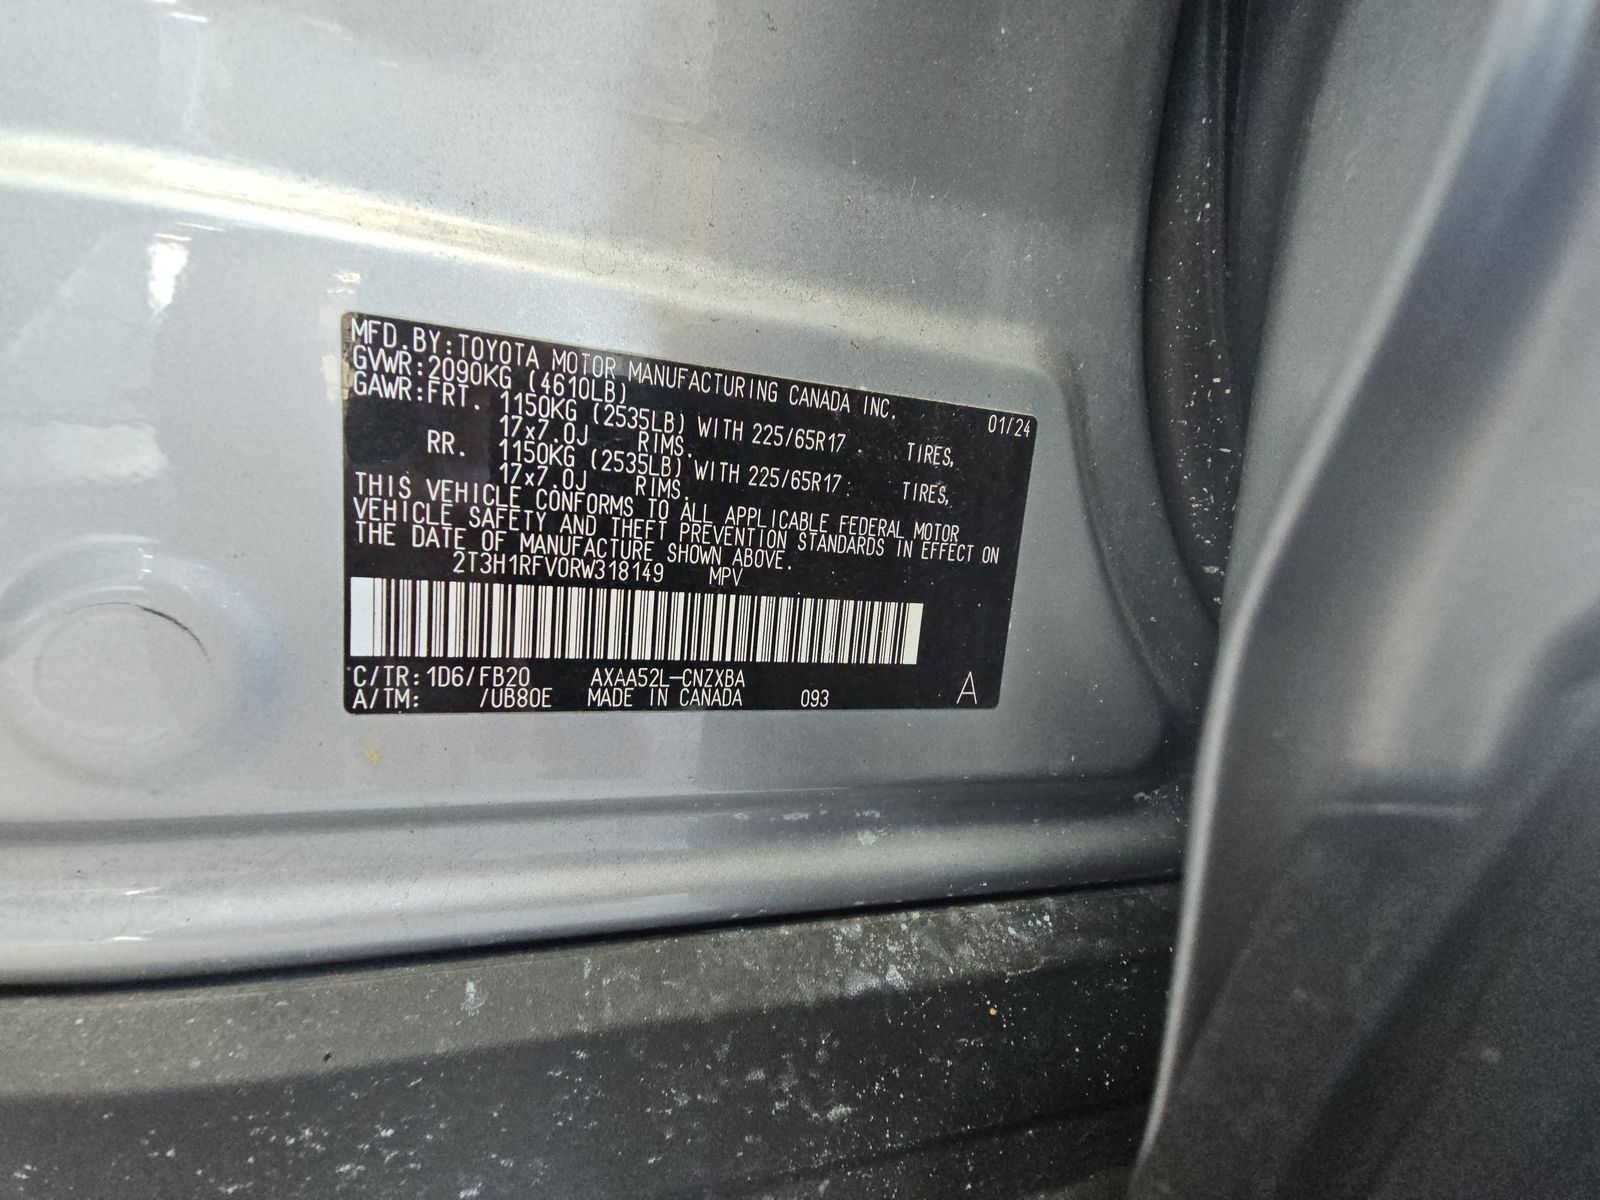 MFD.BY:TOYOTA MOTOR MANUFACTURING CANADA INC. 01/24
GVWR:2090KG (4610LB)
GAWR:FRT. 1150KG (2535LB) WITH 225/65R17 TIRES,
17x7.0J RIMS.
RR. 1150KG (2535LB) WITH 225/65R17 TIRES,
17x7.0J RIMS.
THIS VEHICLE CONFORMS TO ALL APPLICABLE FEDERAL MOTOR
VEHICLE SAFETY AND THEFT PREVENTION STANDARDS IN EFFECT ON
THE DATE OF MANUFACTURE SHOWN ABOVE.
2T3H1RFV0RW318149 MPV
C/TR:1D6/FB20 AXAA52L-CNZXBA
A/TM: /UB80E MADE IN CANADA 093 A